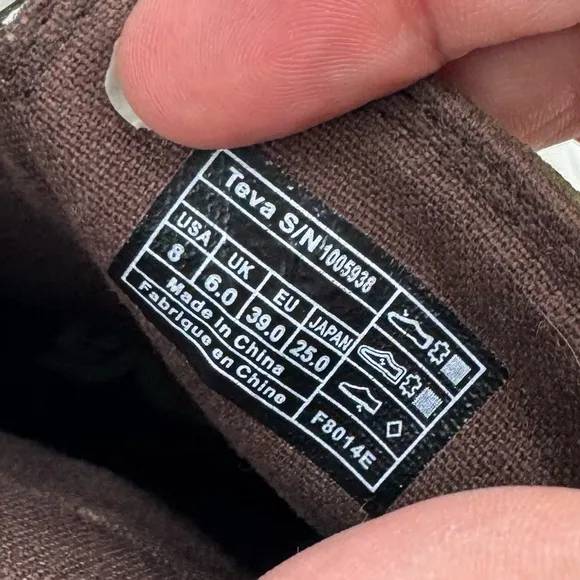 Teva S/N 1005938
USA UK EU JAPAN
8 6.0 39.0 25.0
Made in China
Fabriqué en Chine
F8014E